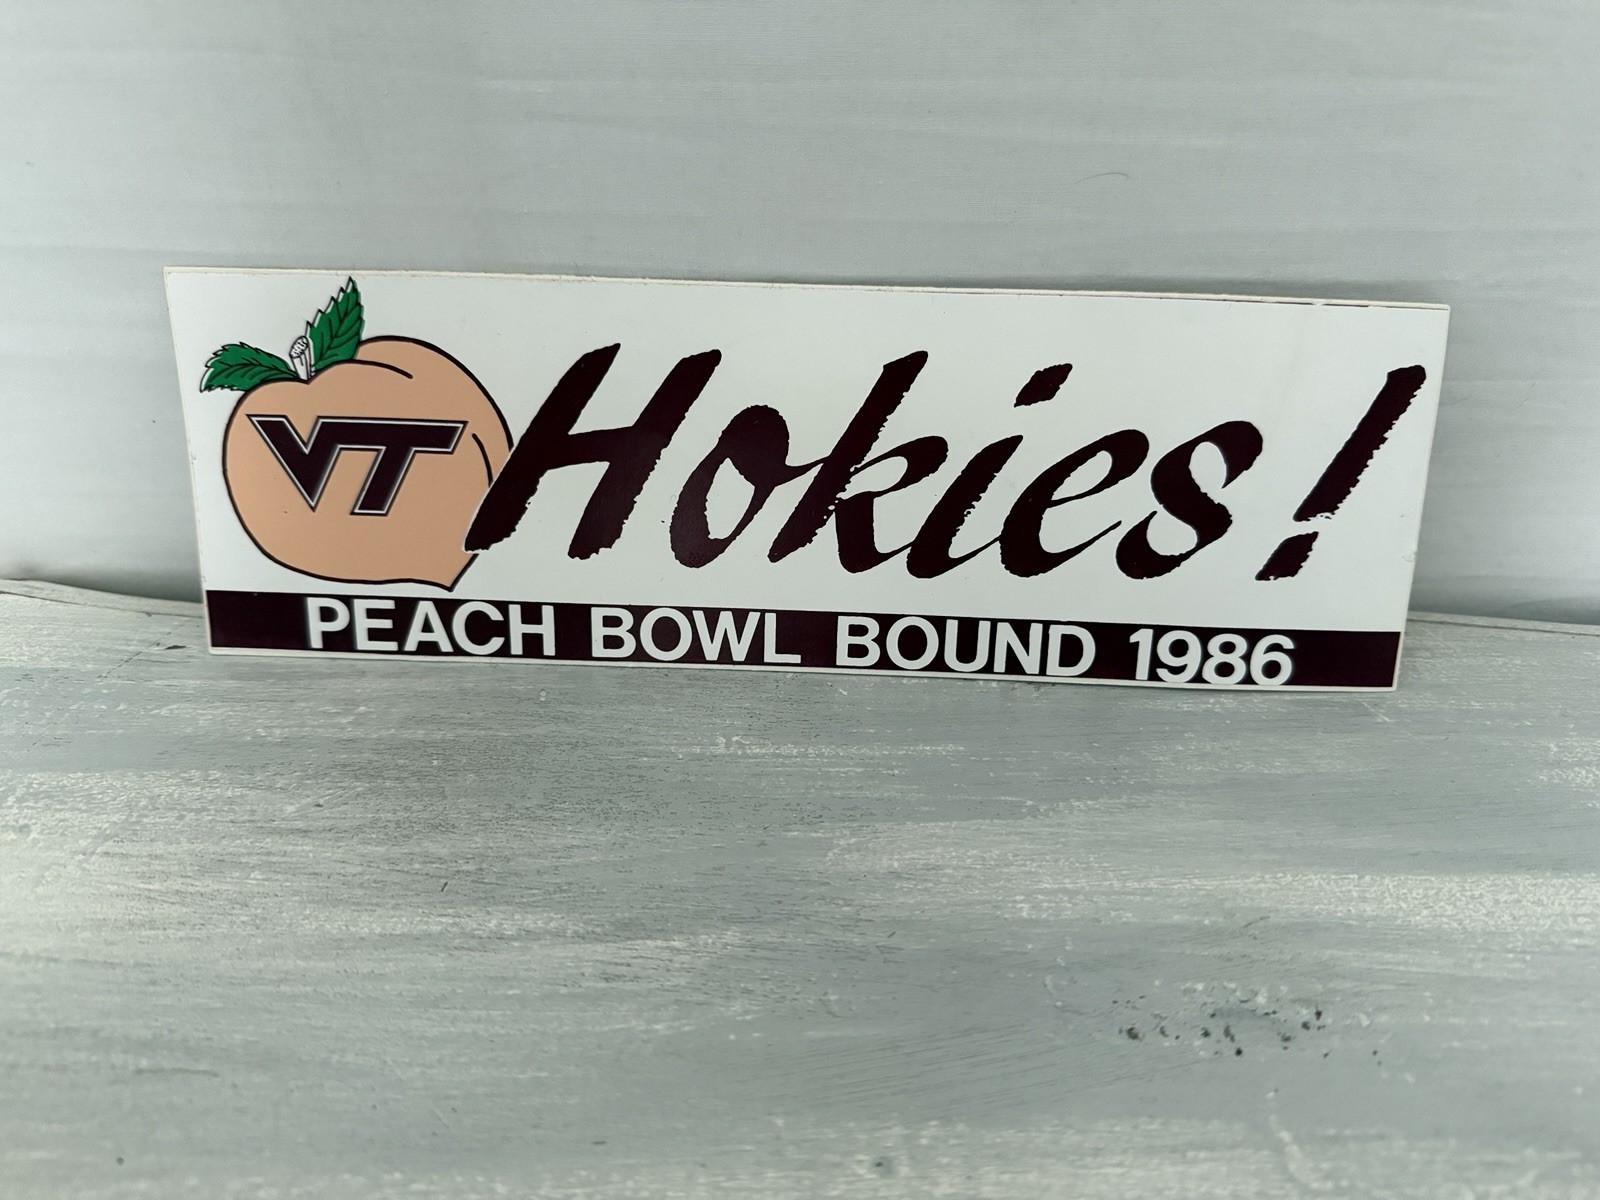 VT Hokies!
PEACH BOWL BOUND 1986